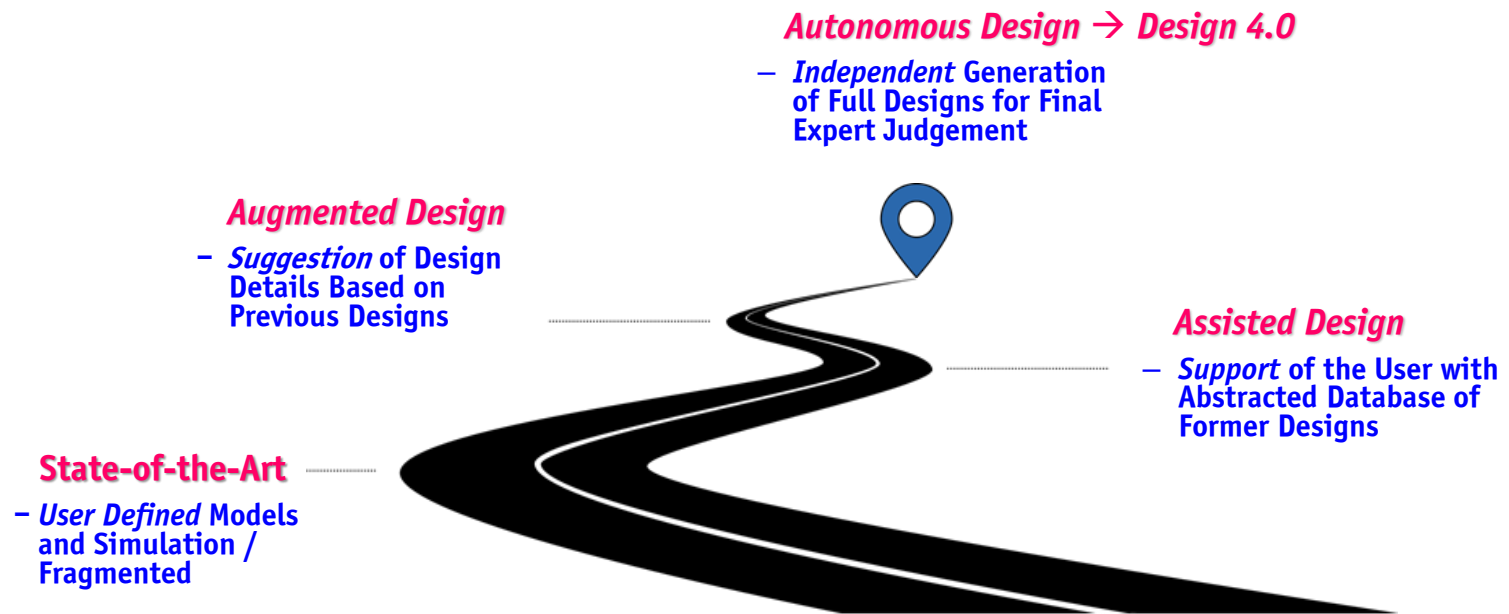 Autonomous Design → Design 4.0
– Independent Generation
of Full Designs for Final
Expert Judgement
Augmented Design
– Suggestion of Design
Details Based on
Previous Designs
Assisted Design
– Support of the User with
Abstracted Database of
Former Designs
State-of-the-Art
– User Defined Models
and Simulation /
Fragmented